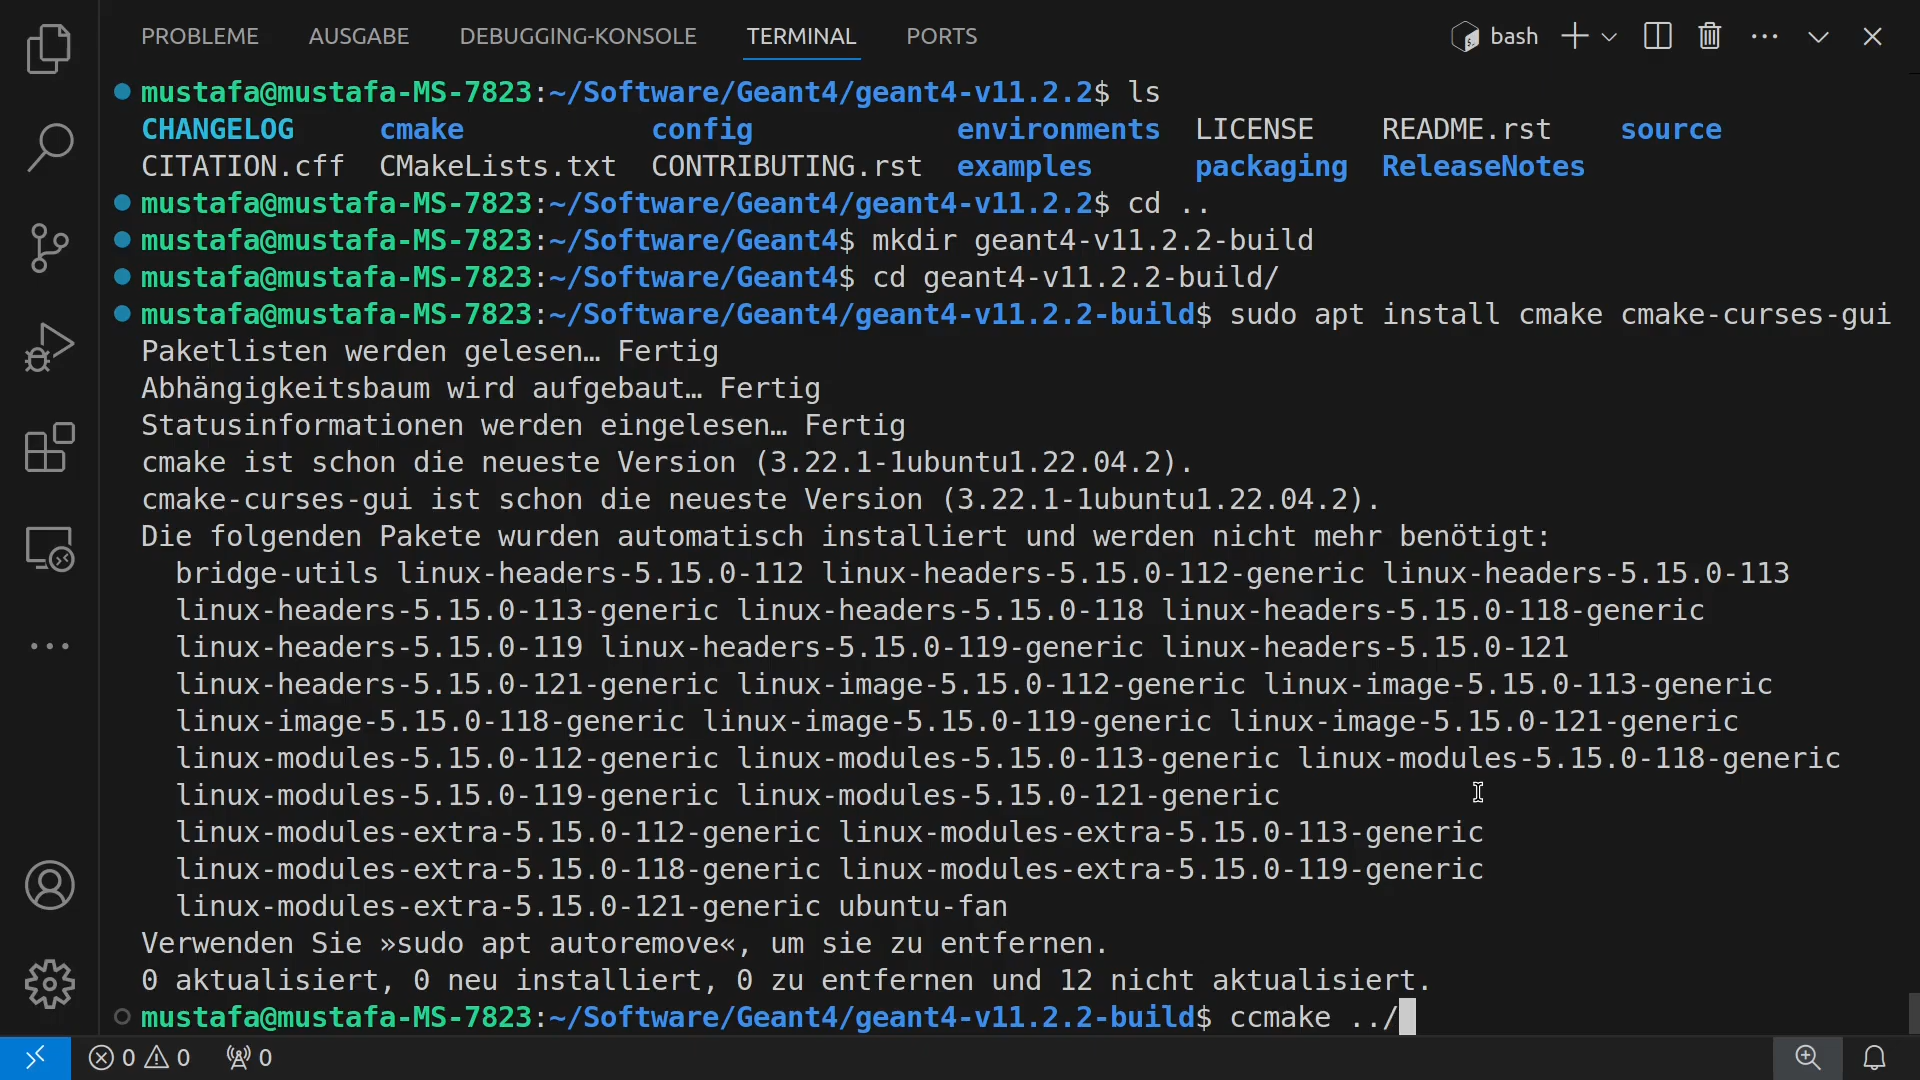 PROBLEME AUSGABE DEBUGGING-KONSOLE TERMINAL PORTS bash
mustafa@mustafa-MS-7823:~/Software/Geant4/geant4-v11.2.2$ ls
CHANGELOG cmake config environments LICENSE README.rst source
CITATION.cff CMakeLists.txt CONTRIBUTING.rst examples packaging ReleaseNotes
mustafa@mustafa-MS-7823:~/Software/Geant4/geant4-v11.2.2$ cd ..
mustafa@mustafa-MS-7823:~/Software/Geant4$ mkdir geant4-v11.2.2-build
mustafa@mustafa-MS-7823:~/Software/Geant4$ cd geant4-v11.2.2-build/
mustafa@mustafa-MS-7823:~/Software/Geant4/geant4-v11.2.2-build$ sudo apt install cmake cmake-curses-gui
Paketlisten werden gelesen… Fertig
Abhängigkeitsbaum wird aufgebaut… Fertig
Statusinformationen werden eingelesen… Fertig
cmake ist schon die neueste Version (3.22.1-1ubuntu1.22.04.2).
cmake-curses-gui ist schon die neueste Version (3.22.1-1ubuntu1.22.04.2).
Die folgenden Pakete wurden automatisch installiert und werden nicht mehr benötigt:
bridge-utils linux-headers-5.15.0-112 linux-headers-5.15.0-112-generic linux-headers-5.15.0-113
linux-headers-5.15.0-113-generic linux-headers-5.15.0-118 linux-headers-5.15.0-118-generic
linux-headers-5.15.0-119 linux-headers-5.15.0-119-generic linux-headers-5.15.0-121
linux-headers-5.15.0-121-generic linux-image-5.15.0-112-generic linux-image-5.15.0-113-generic
linux-image-5.15.0-118-generic linux-image-5.15.0-119-generic linux-image-5.15.0-121-generic
linux-modules-5.15.0-112-generic linux-modules-5.15.0-113-generic linux-modules-5.15.0-118-generic
linux-modules-5.15.0-119-generic linux-modules-5.15.0-121-generic
linux-modules-extra-5.15.0-112-generic linux-modules-extra-5.15.0-113-generic
linux-modules-extra-5.15.0-118-generic linux-modules-extra-5.15.0-119-generic
linux-modules-extra-5.15.0-121-generic ubuntu-fan
Verwenden Sie »sudo apt autoremove«, um sie zu entfernen.
0 aktualisiert, 0 neu installiert, 0 zu entfernen und 12 nicht aktualisiert.
mustafa@mustafa-MS-7823:~/Software/Geant4/geant4-v11.2.2-build$ ccmake ../
0 0 0